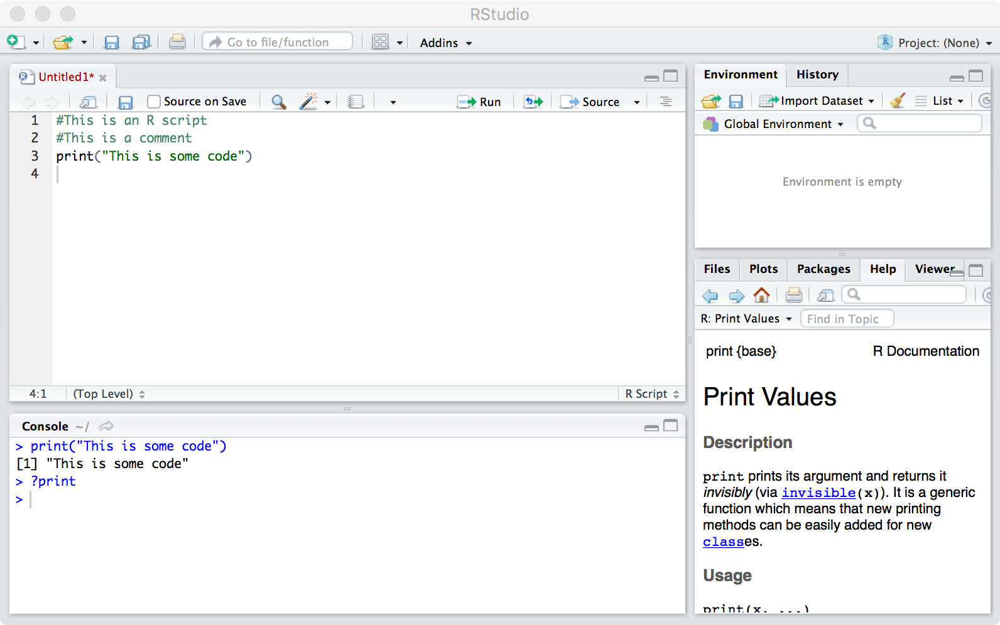 RStudio
Go to file/function
Addins
Project: (None)
Untitled1*
Source on Save
Run
Source
1 #This is an R script
2 #This is a comment
3 print("This is some code")
4
4:1 (Top Level)
R Script
Console ~/
> print("This is some code")
[1] "This is some code"
> ?print
>
Environment History
Import Dataset
List
Global Environment
Environment is empty
Files Plots Packages Help Viewer
R: Print Values
Find in Topic
print {base} R Documentation
Print Values
Description
print prints its argument and returns it
invisibly (via invisible(x)). It is a generic
function which means that new printing
methods can be easily added for new
classes.
Usage
print(x, ...)